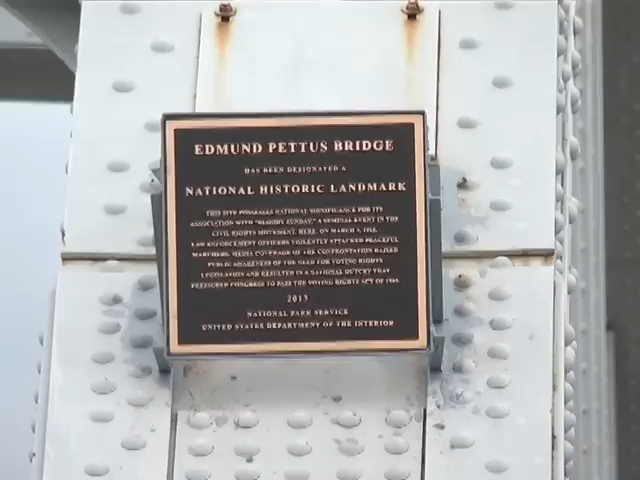 EDMUND PETTUS BRIDGE
HAS BEEN DESIGNATED A
NATIONAL HISTORIC LANDMARK
THIS SITE POSSESSES NATIONAL SIGNIFICANCE FOR ITS
ASSOCIATION WITH "BLOODY SUNDAY," A SEMINAL EVENT IN THE
CIVIL RIGHTS MOVEMENT. HERE, ON MARCH 7, 1965,
LAW ENFORCEMENT OFFICERS VIOLENTLY ATTACKED PEACEFUL
MARCHERS. MEDIA COVERAGE OF THE CONFRONTATION RAISED
PUBLIC AWARENESS OF THE NEED FOR VOTING RIGHTS
LEGISLATION AND RESULTED IN A NATIONAL OUTCRY THAT
PRESSURED CONGRESS TO PASS THE VOTING RIGHTS ACT OF 1965.
2013
NATIONAL PARK SERVICE
UNITED STATES DEPARTMENT OF THE INTERIOR